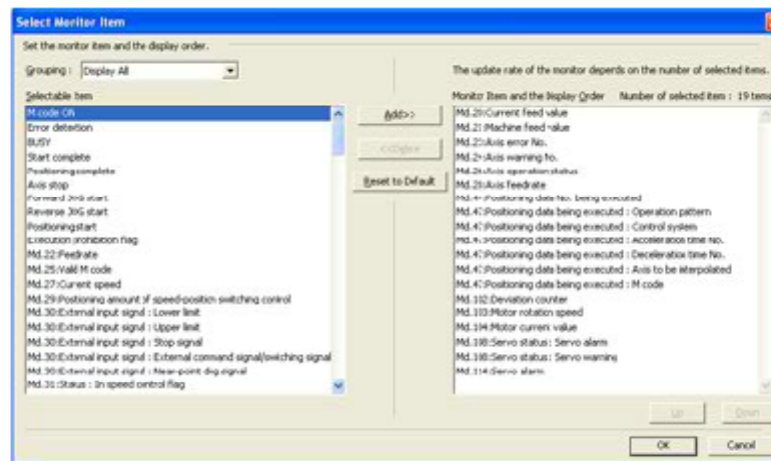 Select Monitor Item
Set the monitor item and the display order.
Grouping : Display All
The update rate of the monitor depends on the number of selected items.
Selectable Item
Monitor Item and the Display Order Number of selected item : 19 items
M code ON
Error detection
BUSY
Start complete
Positioning complete
Axis stop
Forward JOG start
Reverse JOG start
Positioning start
Execution prohibition flag
Md.22:Feedrate
Md.25:Valid M code
Md.27:Current speed
Md.29:Positioning amount of speed-position switching control
Md.30:External input signal : Lower limit
Md.30:External input signal : Upper limit
Md.30:External input signal : Stop signal
Md.30:External input signal : External command signal/swiching signal
Md.30:External input signal : Near-point dog signal
Md.31:Status : In speed control flag
Add>>
<<Delete
Reset to Default
Md.20:Current feed value
Md.21:Machine feed value
Md.23:Axis error No.
Md.24:Axis warning No.
Md.26:Axis operation status
Md.28:Axis feedrate
Md.44:Positioning data No. being executed
Md.47:Positioning data being executed : Operation pattern
Md.47:Positioning data being executed : Control system
Md.47:Positioning data being executed : Acceleration time No.
Md.47:Positioning data being executed : Deceleration time No.
Md.47:Positioning data being executed : Axis to be interpolated
Md.47:Positioning data being executed : M code
Md.102:Deviation counter
Md.103:Motor rotation speed
Md.104:Motor current value
Md.108:Servo status: Servo alarm
Md.108:Servo status: Servo warning
Md.114:Servo alarm
Up Down
OK Cancel